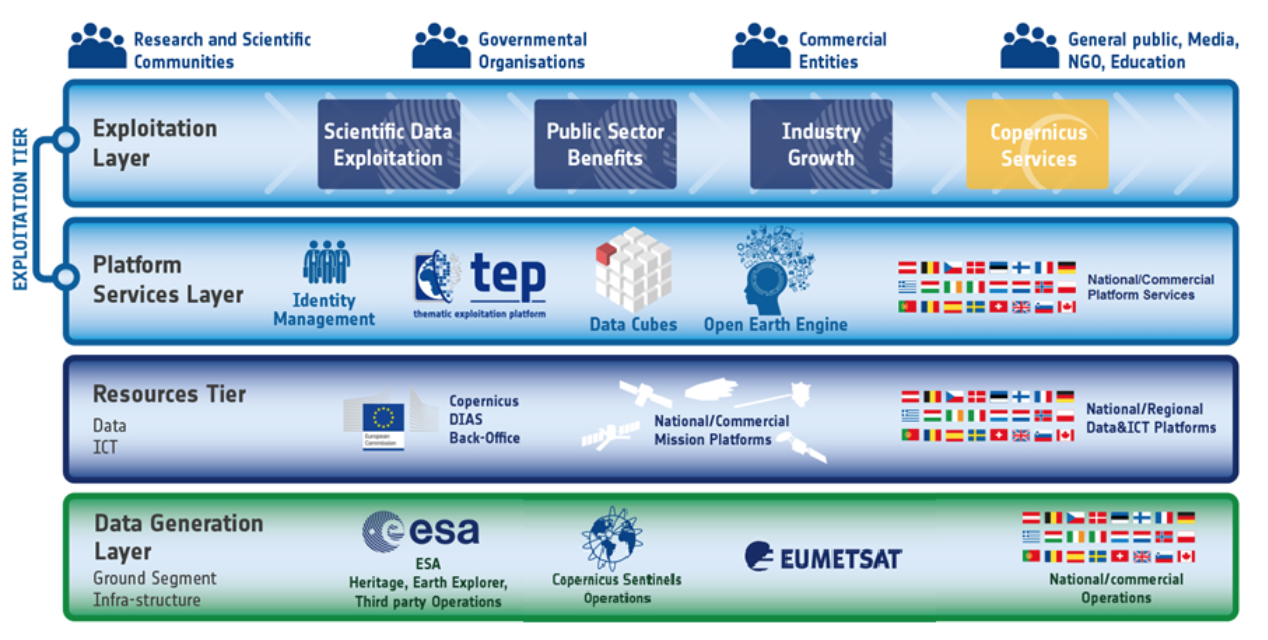 Research and Scientific
Communities
Governmental
Organisations
Commercial
Entities
General public, Media,
NGO, Education
EXPLOITATION TIER
Exploitation
Layer
Scientific Data
Exploitation
Public Sector
Benefits
Industry
Growth
Copernicus
Services
Platform
Services Layer
Identity
Management
tep
thematic exploitation platform
Data Cubes
Open Earth Engine
National/Commercial
Platform Services
Resources Tier
Data
ICT
European
Commission
Copernicus
DIAS
Back-Office
National/Commercial
Mission Platforms
National/Regional
Data&ICT Platforms
Data Generation
Layer
Ground Segment
Infra-structure
esa
ESA
Heritage, Earth Explorer,
Third party Operations
Copernicus Sentinels
Operations
EUMETSAT
National/commercial
Operations